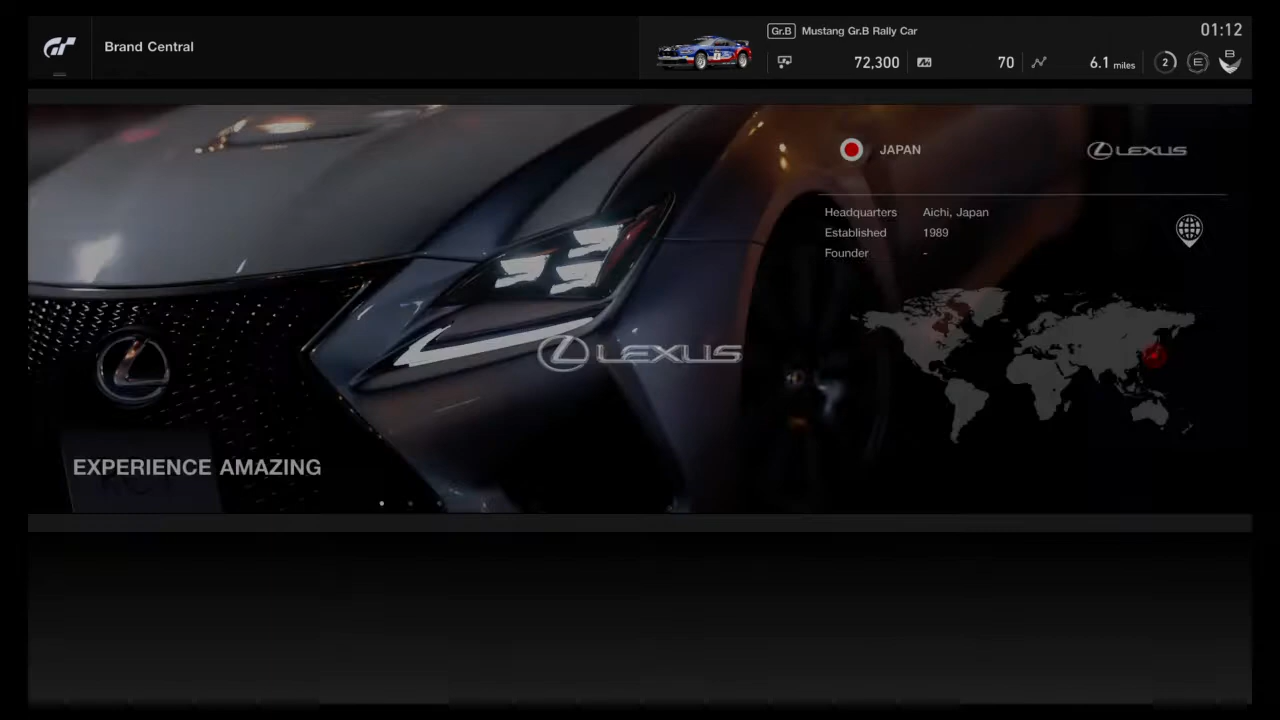 GT
Brand Central
Gr.B Mustang Gr.B Rally Car
01:12
72,300
70
6.1 miles
2
E
B
JAPAN
LEXUS
Headquarters Aichi, Japan
Established 1989
Founder -
LEXUS
EXPERIENCE AMAZING